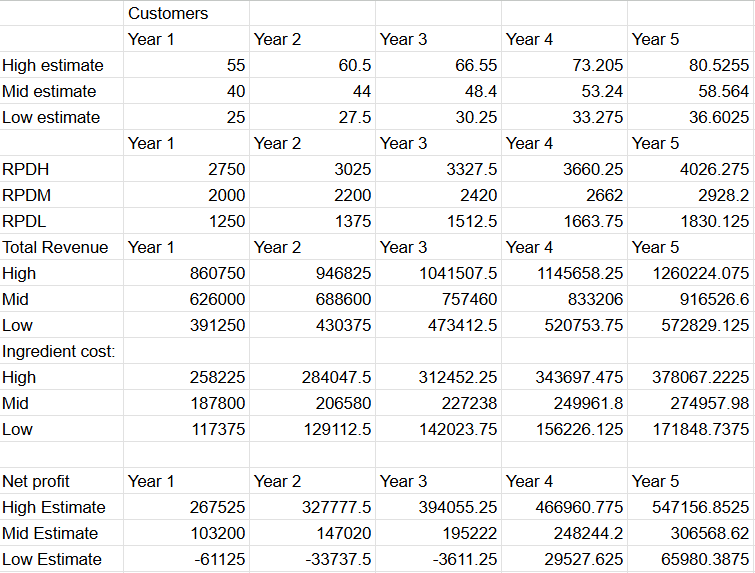 Customers
Year 1 Year 2 Year 3 Year 4 Year 5
High estimate 55 60.5 66.55 73.205 80.5255
Mid estimate 40 44 48.4 53.24 58.564
Low estimate 25 27.5 30.25 33.275 36.6025
Year 1 Year 2 Year 3 Year 4 Year 5
RPDH 2750 3025 3327.5 3660.25 4026.275
RPDM 2000 2200 2420 2662 2928.2
RPDL 1250 1375 1512.5 1663.75 1830.125
Total Revenue Year 1 Year 2 Year 3 Year 4 Year 5
High 860750 946825 1041507.5 1145658.25 1260224.075
Mid 626000 688600 757460 833206 916526.6
Low 391250 430375 473412.5 520753.75 572829.125
Ingredient cost:
High 258225 284047.5 312452.25 343697.475 378067.2225
Mid 187800 206580 227238 249961.8 274957.98
Low 117375 129112.5 142023.75 156226.125 171848.7375
Net profit Year 1 Year 2 Year 3 Year 4 Year 5
High Estimate 267525 327777.5 394055.25 466960.775 547156.8525
Mid Estimate 103200 147020 195222 248244.2 306568.62
Low Estimate -61125 -33737.5 -3611.25 29527.625 65980.3875